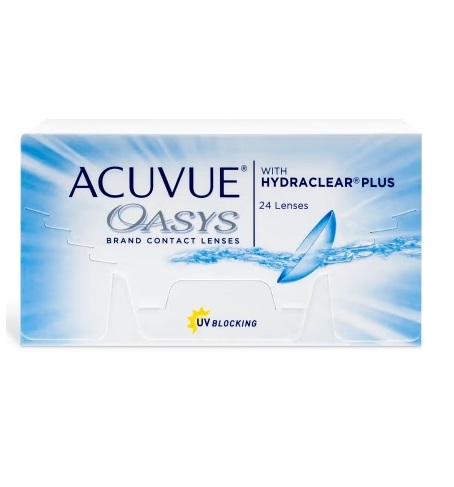 ACUVUE®
OASYS
BRAND CONTACT LENSES
WITH
HYDRACLEAR® PLUS
24 Lenses
UV BLOCKING